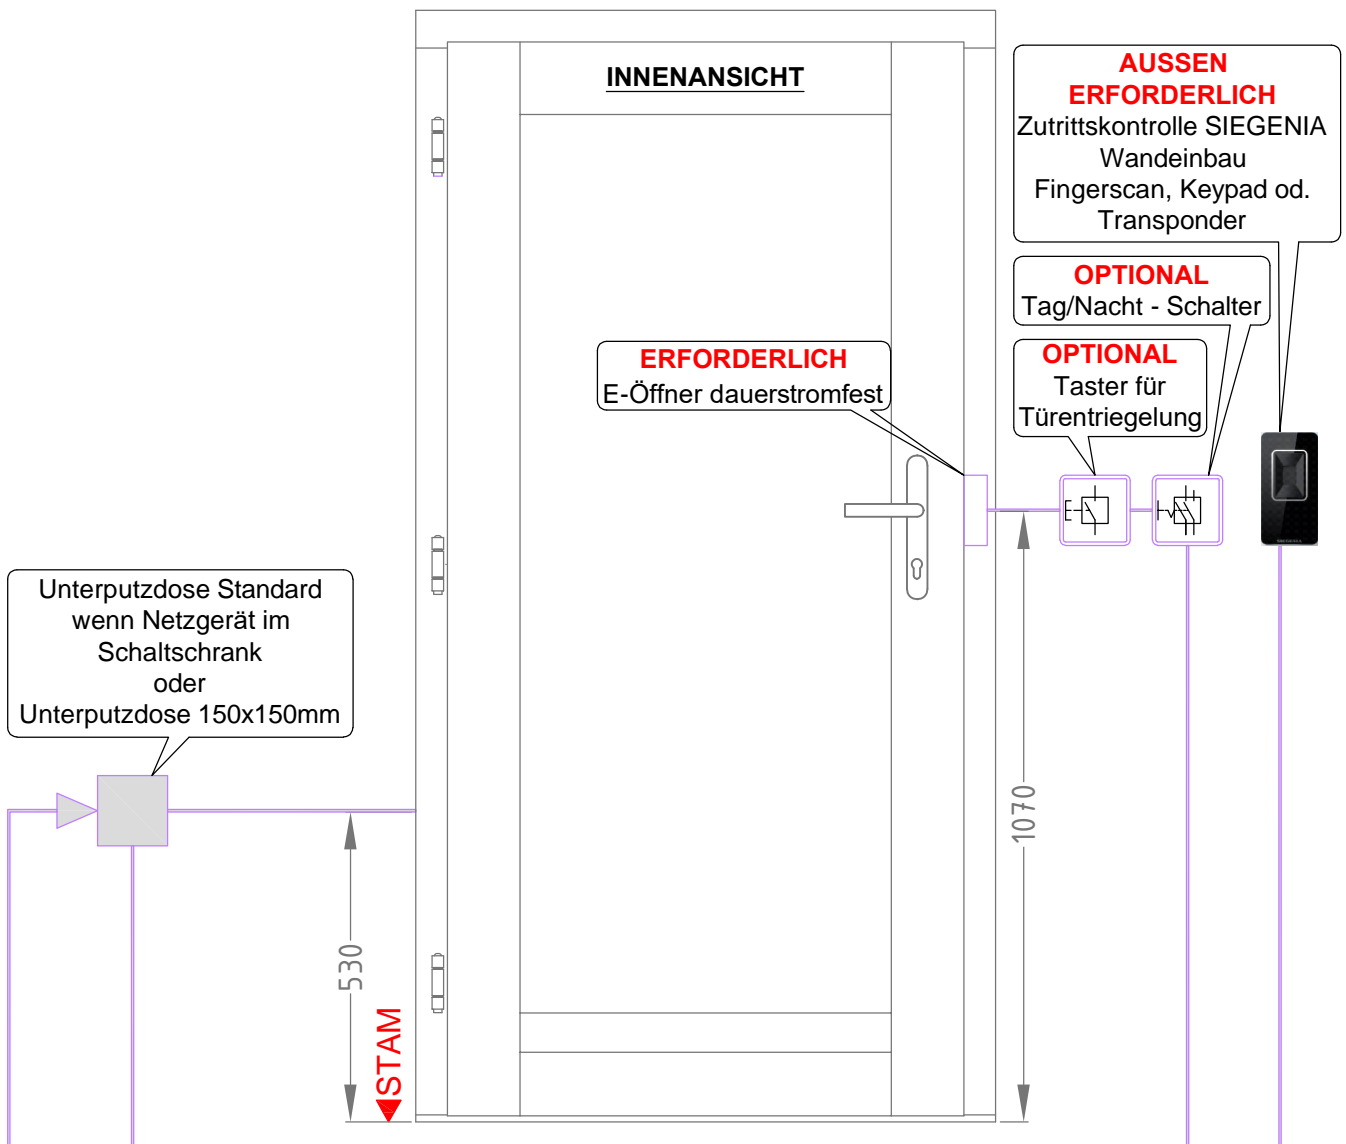 INNENANSICHT
AUSSEN
ERFORDERLICH
Zutrittskontrolle SIEGENIA
Wandeinbau
Fingerscan, Keypad od.
Transponder
OPTIONAL
Tag/Nacht - Schalter
OPTIONAL
Taster für
Türentriegelung
ERFORDERLICH
E-Öffner dauerstromfest
SIEGENIA
Unterputzdose Standard
wenn Netzgerät im
Schaltschrank
oder
Unterputzdose 150x150mm
1070
530
STAM